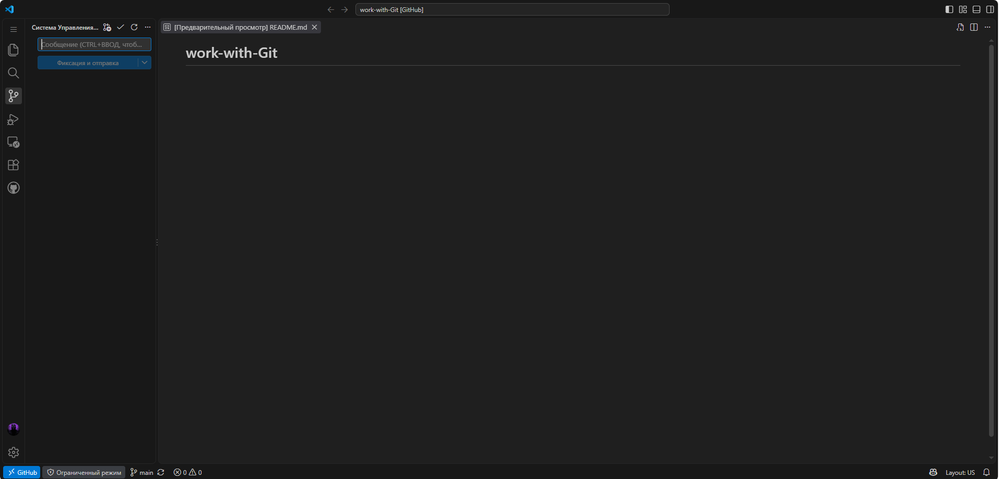 work-with-Git [GitHub]
Система Управления...
[Предварительный просмотр] README.md
Сообщение (CTRL+ВВОД, чтоб...
Фиксация и отправка
work-with-Git
GitHub
Ограниченный режим
main
0
0
Layout: US